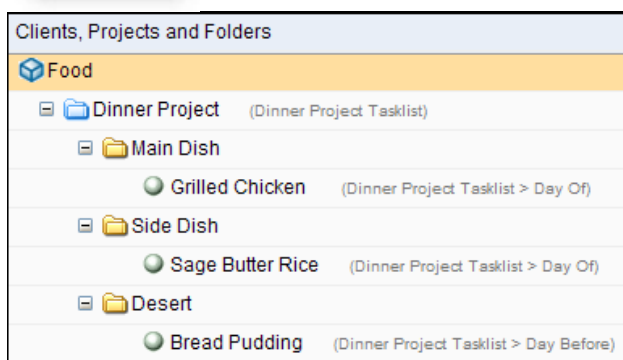 Clients, Projects and Folders
Food
Dinner Project (Dinner Project Tasklist)
Main Dish
Grilled Chicken (Dinner Project Tasklist > Day Of)
Side Dish
Sage Butter Rice (Dinner Project Tasklist > Day Of)
Desert
Bread Pudding (Dinner Project Tasklist > Day Before)